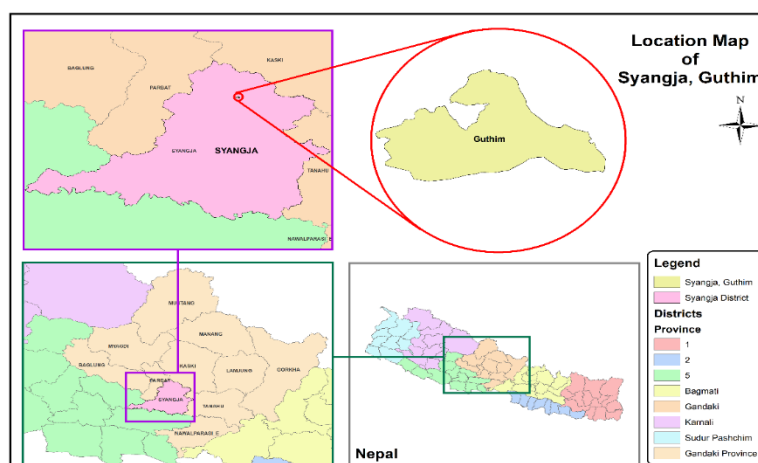 Location Map
of
Syangja, Guthim
N
BAGLUNG
KASKI
PARBAT
SYANGJA
SYANGJA
TANAHU
NAWALPARASI E
Guthim
MUSTANG
MANANG
MYAGDI
BAGLUNG
KASKI
LAMJUNG
GORKHA
PARBAT
SYANGJA
TANAHU
NAWALPARASI E
Nepal
Legend
Syangja, Guthim
Syangja District
Districts
Province
1
2
5
Bagmati
Gandaki
Karnali
Sudur Pashchim
Gandaki Province